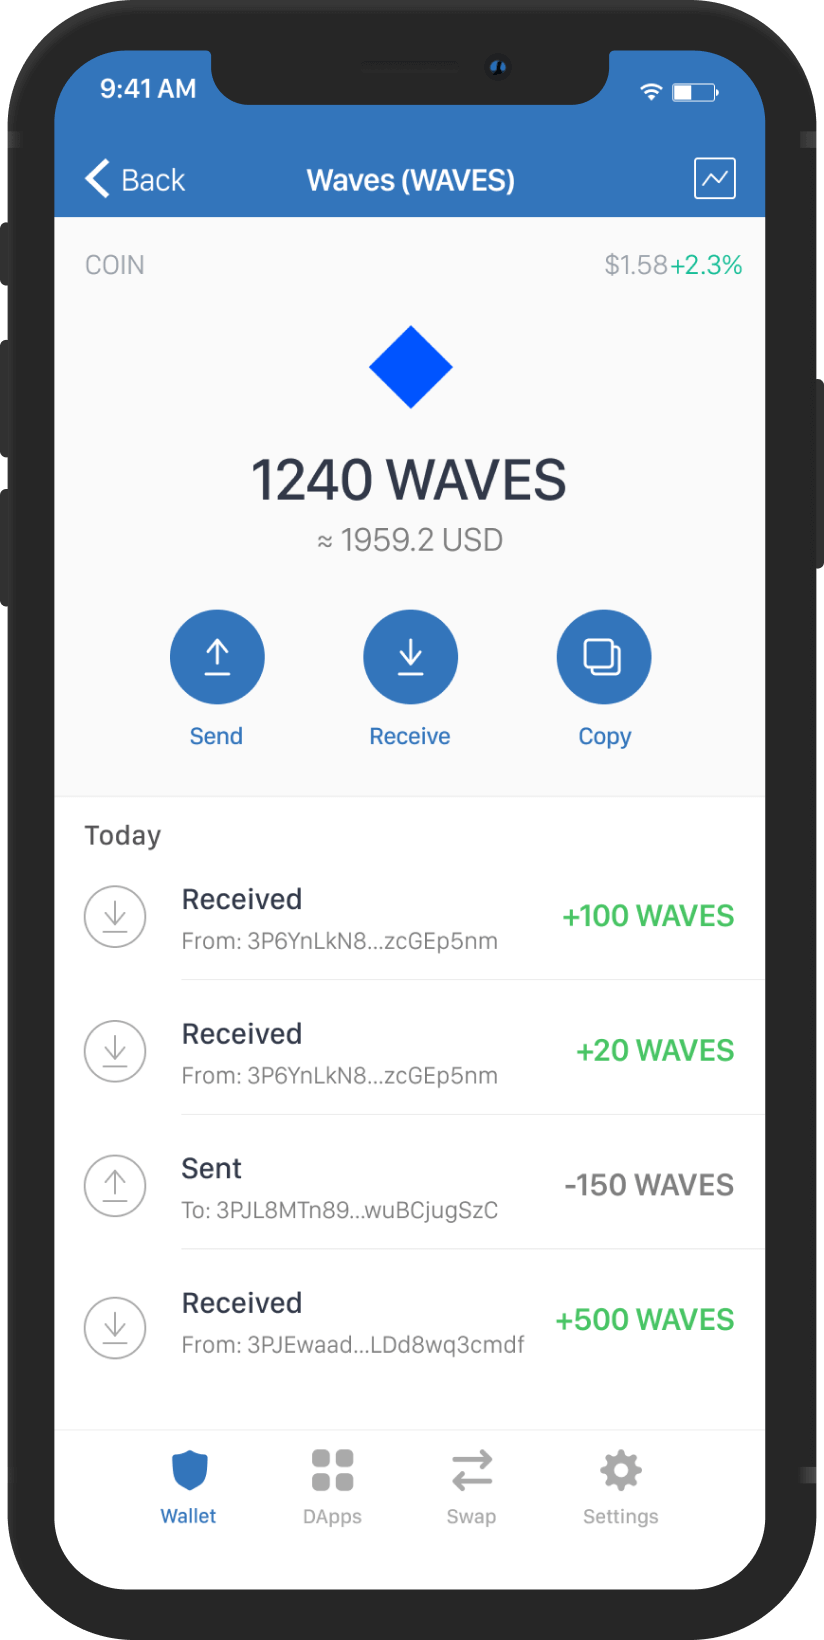 9:41 AM
Back
Waves (WAVES)
COIN
$1.58+2.3%
1240 WAVES
≈ 1959.2 USD
Send
Receive
Copy
Today
Received
+100 WAVES
From: 3P6YnLkN8...zcGEp5nm
Received
+20 WAVES
From: 3P6YnLkN8...zcGEp5nm
Sent
-150 WAVES
To: 3PJL8MTn89...wuBCjugSzC
Received
+500 WAVES
From: 3PJEwaad...LDd8wq3cmdf
Wallet
DApps
Swap
Settings